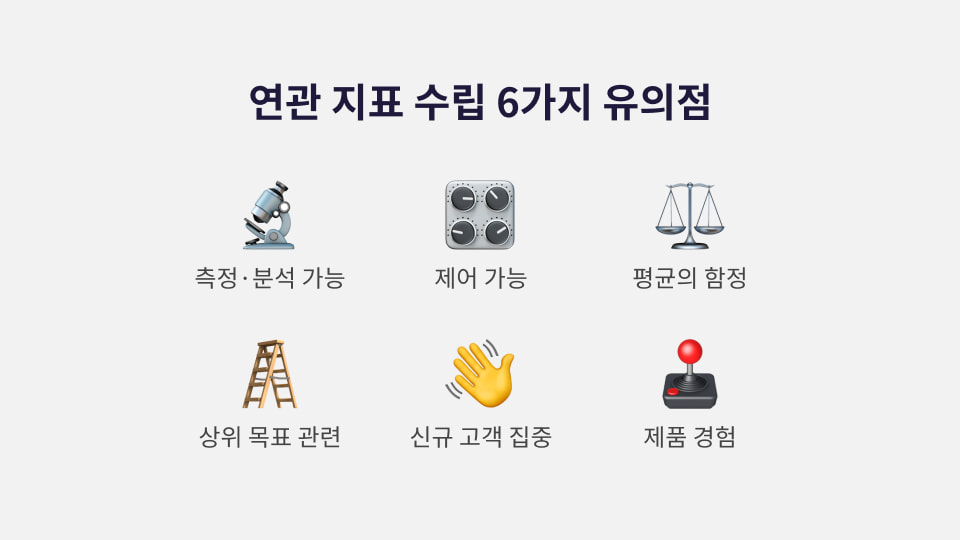 연관 지표 수립 6가지 유의점
측정·분석 가능
제어 가능
평균의 함정
상위 목표 관련
신규 고객 집중
제품 경험